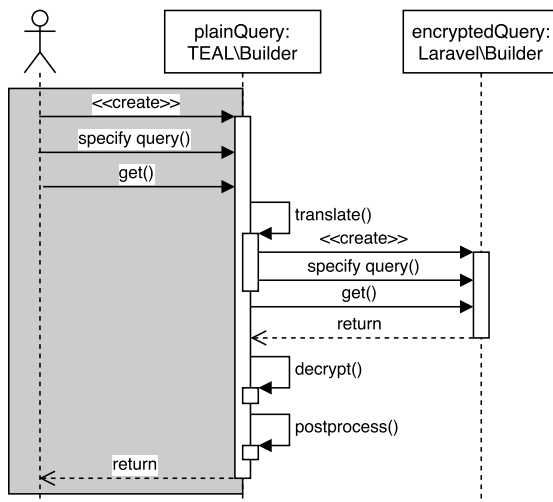 plainQuery:
TEAL\Builder
encryptedQuery:
Laravel\Builder
<<create>>
specify query()
get()
translate()
<<create>>
specify query()
get()
return
decrypt()
postprocess()
return